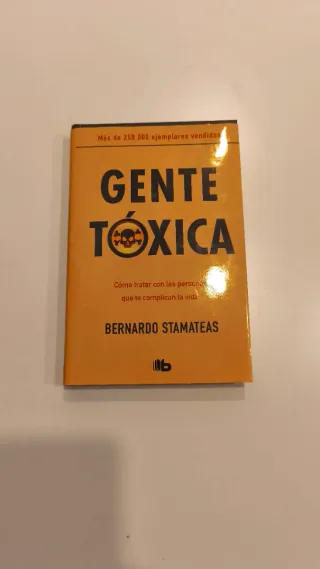 Más de 250 000 ejemplares vendidos
GENTE
TÓXICA
Cómo tratar con las personas
que te complican la vida
BERNARDO STAMATEAS
b